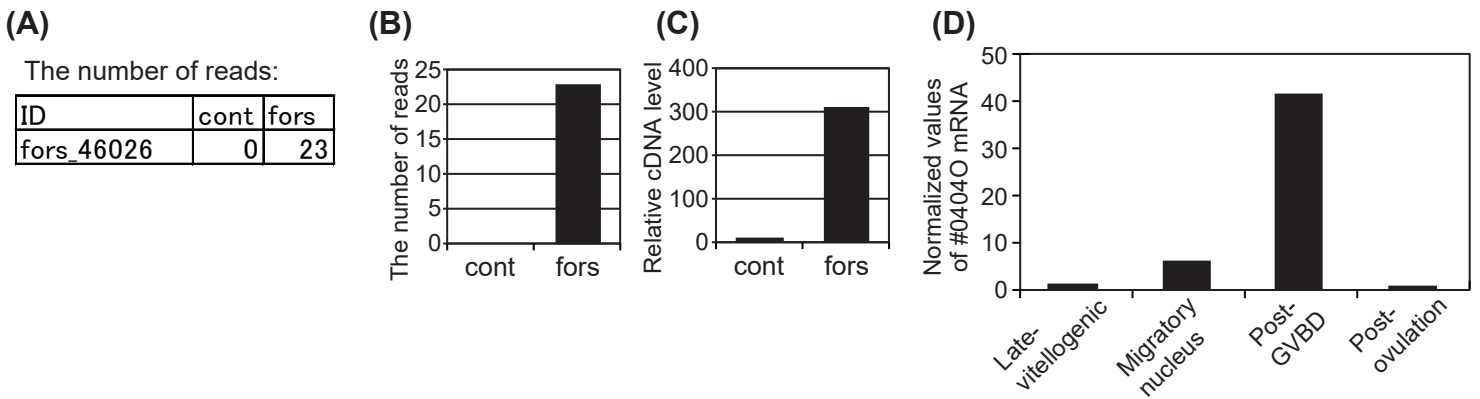 (A)
The number of reads:
ID cont fors
fors_46026 0 23
(B)
The number of reads
25
20
15
10
5
0
cont fors
(C)
Relative cDNA level
400
300
200
100
0
cont fors
(D)
Normalized values
of #0404O mRNA
50
40
30
20
10
0
Late-
vitellogenic
Migratory
nucleus
Post-
GVBD
Post-
ovulation